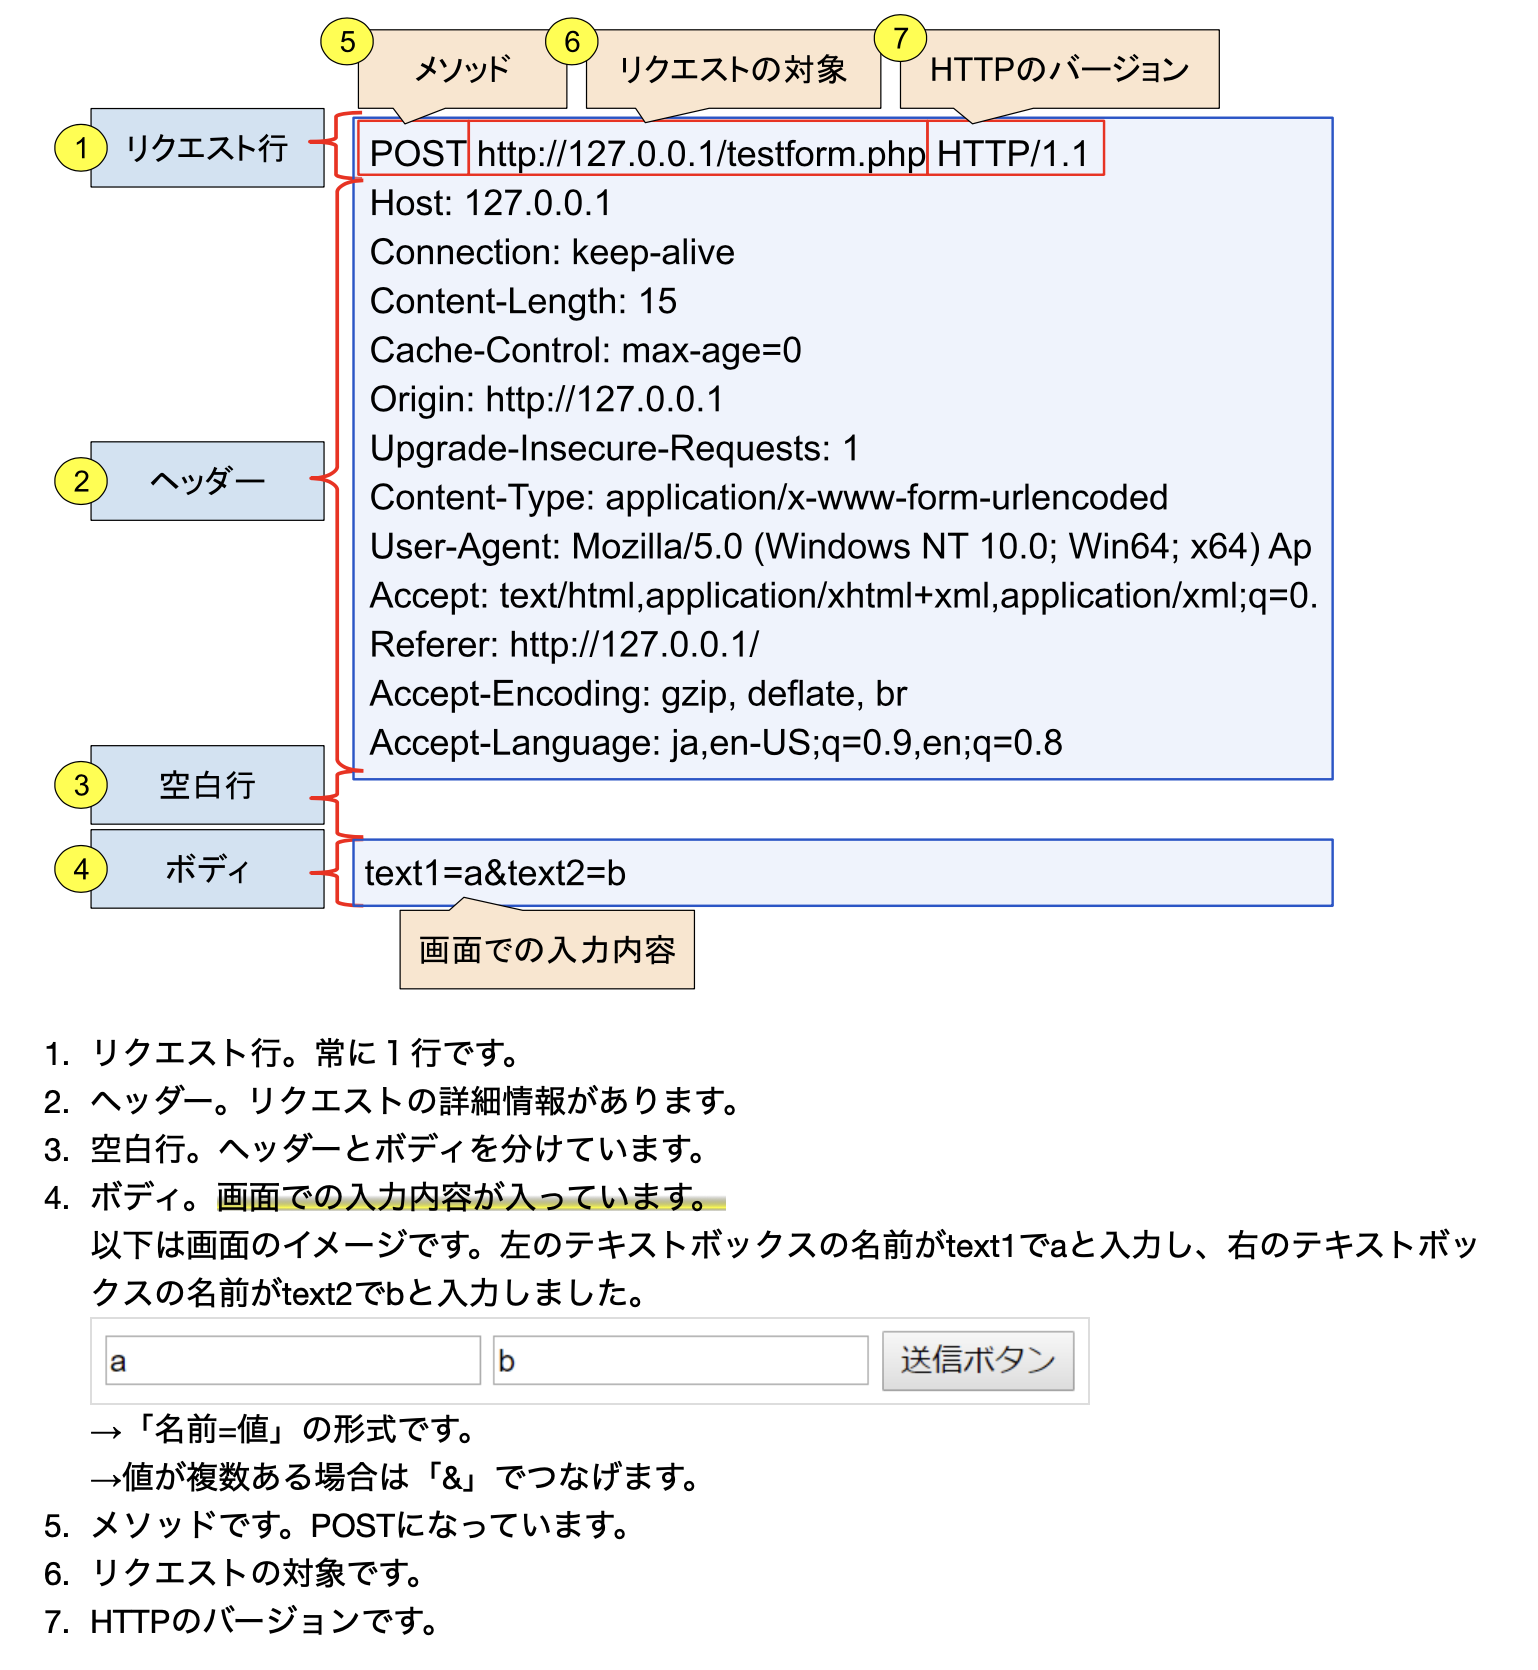 5 メソッド
6 リクエストの対象
7 HTTPのバージョン
1 リクエスト行
POST http://127.0.0.1/testform.php HTTP/1.1
Host: 127.0.0.1
Connection: keep-alive
Content-Length: 15
Cache-Control: max-age=0
Origin: http://127.0.0.1
Upgrade-Insecure-Requests: 1
2 ヘッダー
Content-Type: application/x-www-form-urlencoded
User-Agent: Mozilla/5.0 (Windows NT 10.0; Win64; x64) Ap
Accept: text/html,application/xhtml+xml,application/xml;q=0.
Referer: http://127.0.0.1/
Accept-Encoding: gzip, deflate, br
Accept-Language: ja,en-US;q=0.9,en;q=0.8
3 空白行
4 ボディ
text1=a&text2=b
画面での入力内容
1. リクエスト行。常に１行です。
2. ヘッダー。リクエストの詳細情報があります。
3. 空白行。ヘッダーとボディを分けています。
4. ボディ。画面での入力内容が入っています。
以下は画面のイメージです。左のテキストボックスの名前がtext1でaと入力し、右のテキストボッ
クスの名前がtext2でbと入力しました。
a b 送信ボタン
→「名前=値」の形式です。
→値が複数ある場合は「&」でつなげます。
5. メソッドです。POSTになっています。
6. リクエストの対象です。
7. HTTPのバージョンです。